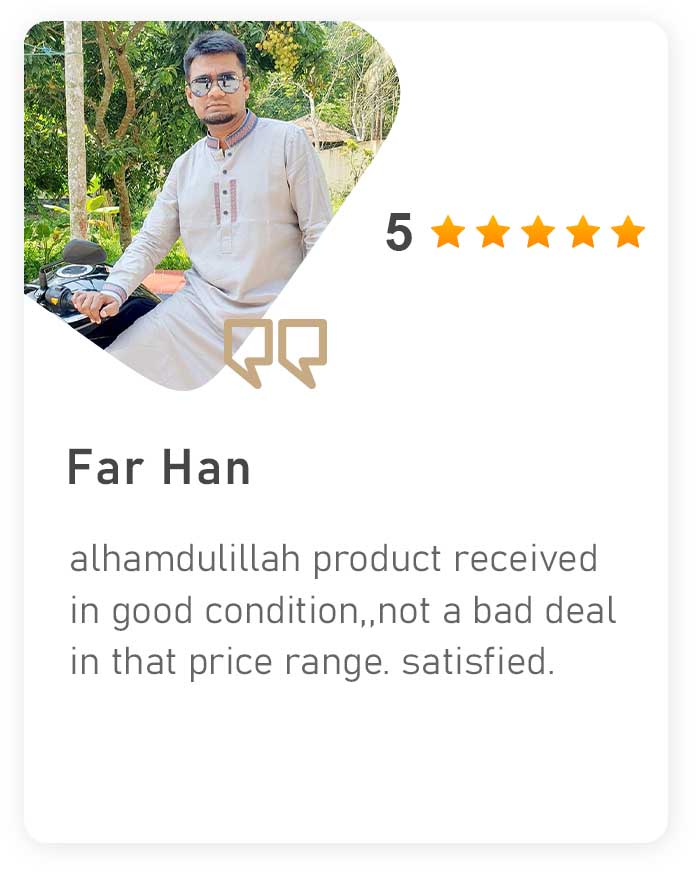 5
Far Han
alhamdulillah product received
in good condition,,not a bad deal
in that price range. satisfied.